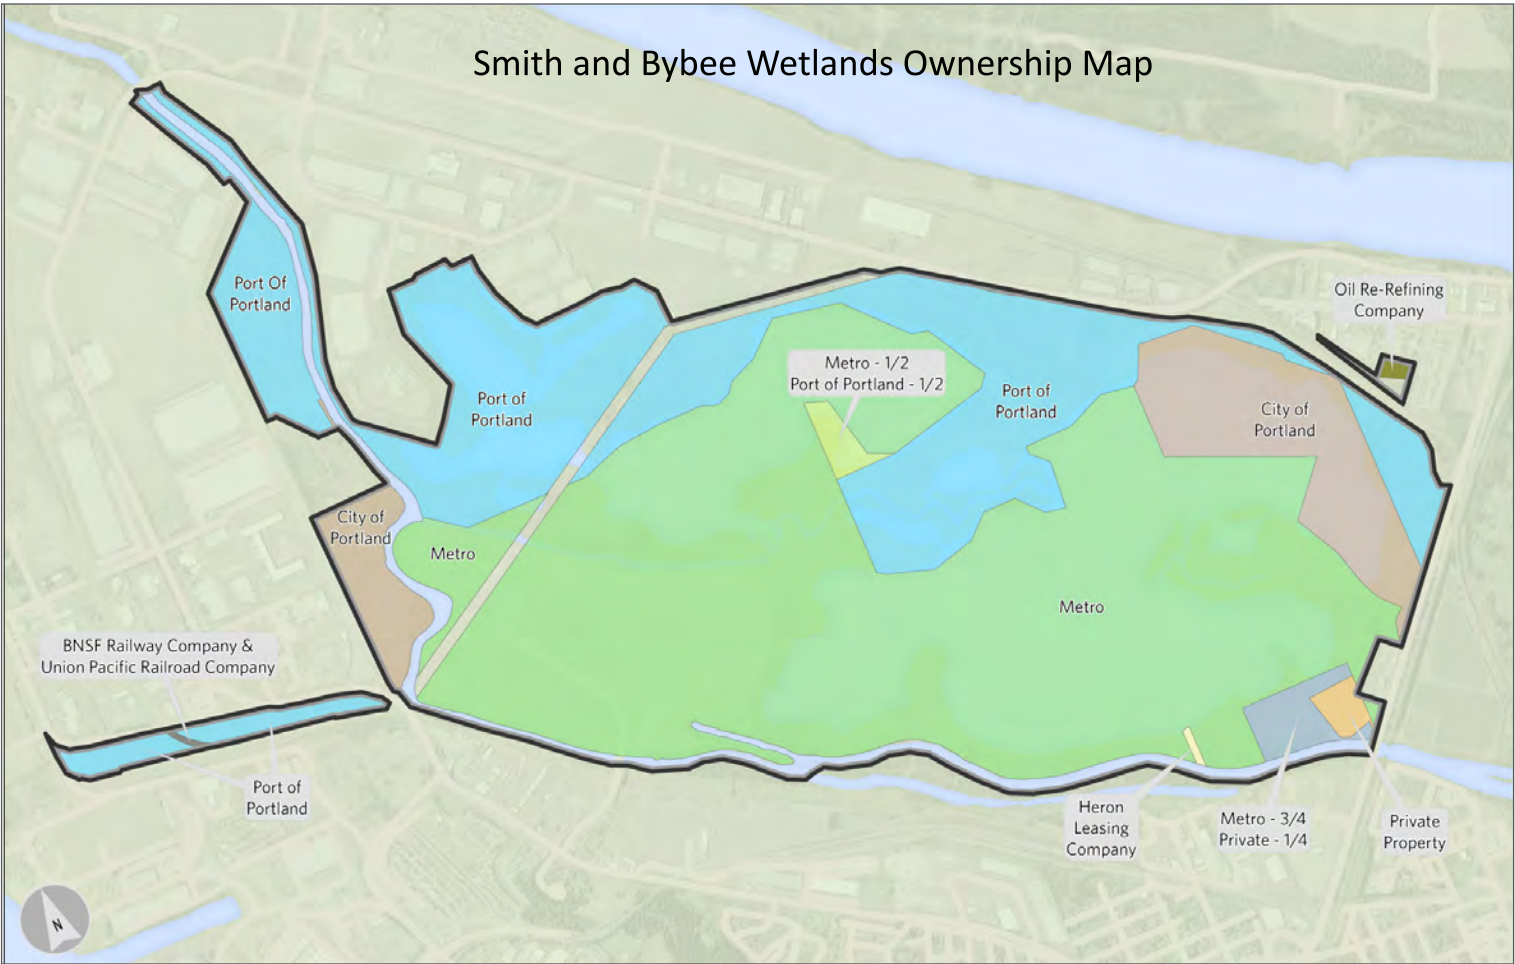 Smith and Bybee Wetlands Ownership Map
Port Of
Portland
Oil Re-Refining
Company
Metro - 1/2
Port of Portland - 1/2
Port of
Portland
Port of
Portland
City of
Portland
City of
Portland
Metro
Metro
BNSF Railway Company &
Union Pacific Railroad Company
Port of
Portland
Heron
Leasing
Company
Metro - 3/4
Private - 1/4
Private
Property
N